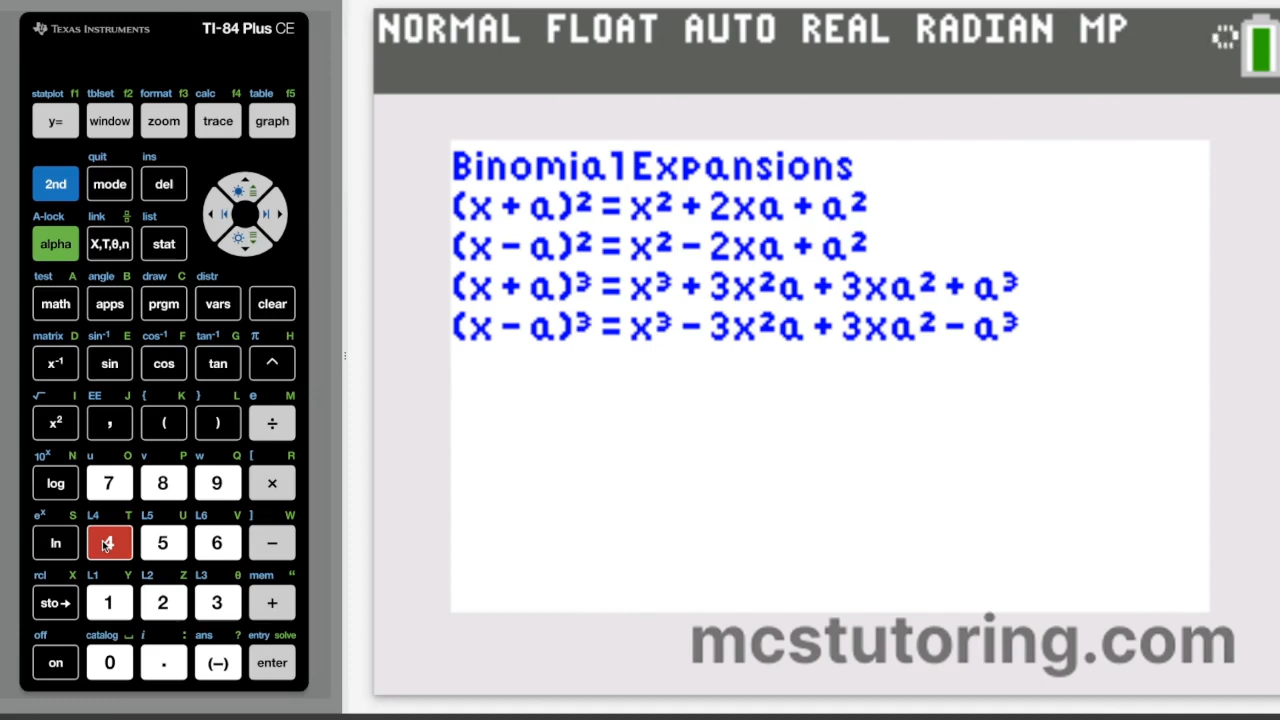 TEXAS INSTRUMENTS TI-84 Plus CE
NORMAL FLOAT AUTO REAL RADIAN MP
statplot f1 tblset f2 format f3 calc f4 table f5
y= window zoom trace graph
quit ins
2nd mode del
A-lock link list
alpha X,T,θ,n stat
test A angle B draw C distr
math apps prgm vars clear
matrix D sin⁻¹ E cos⁻¹ F tan⁻¹ G π H
x⁻¹ sin cos tan ^
√ I EE J { K } L e M
x² , ( ) ÷
10ˣ N u O v P w Q [ R
log 7 8 9 ×
eˣ S L4 T L5 U L6 V ] W
ln 4 5 6 −
rcl X L1 Y L2 Z L3 θ mem “
sto→ 1 2 3 +
off catalog ⎵ i : ans ? entry solve
on 0 . (−) enter
Binomial Expansions
(x+a)²=x²+2xa+a²
(x-a)²=x²-2xa+a²
(x+a)³=x³+3x²a+3xa²+a³
(x-a)³=x³-3x²a+3xa²-a³
mcstutoring.com